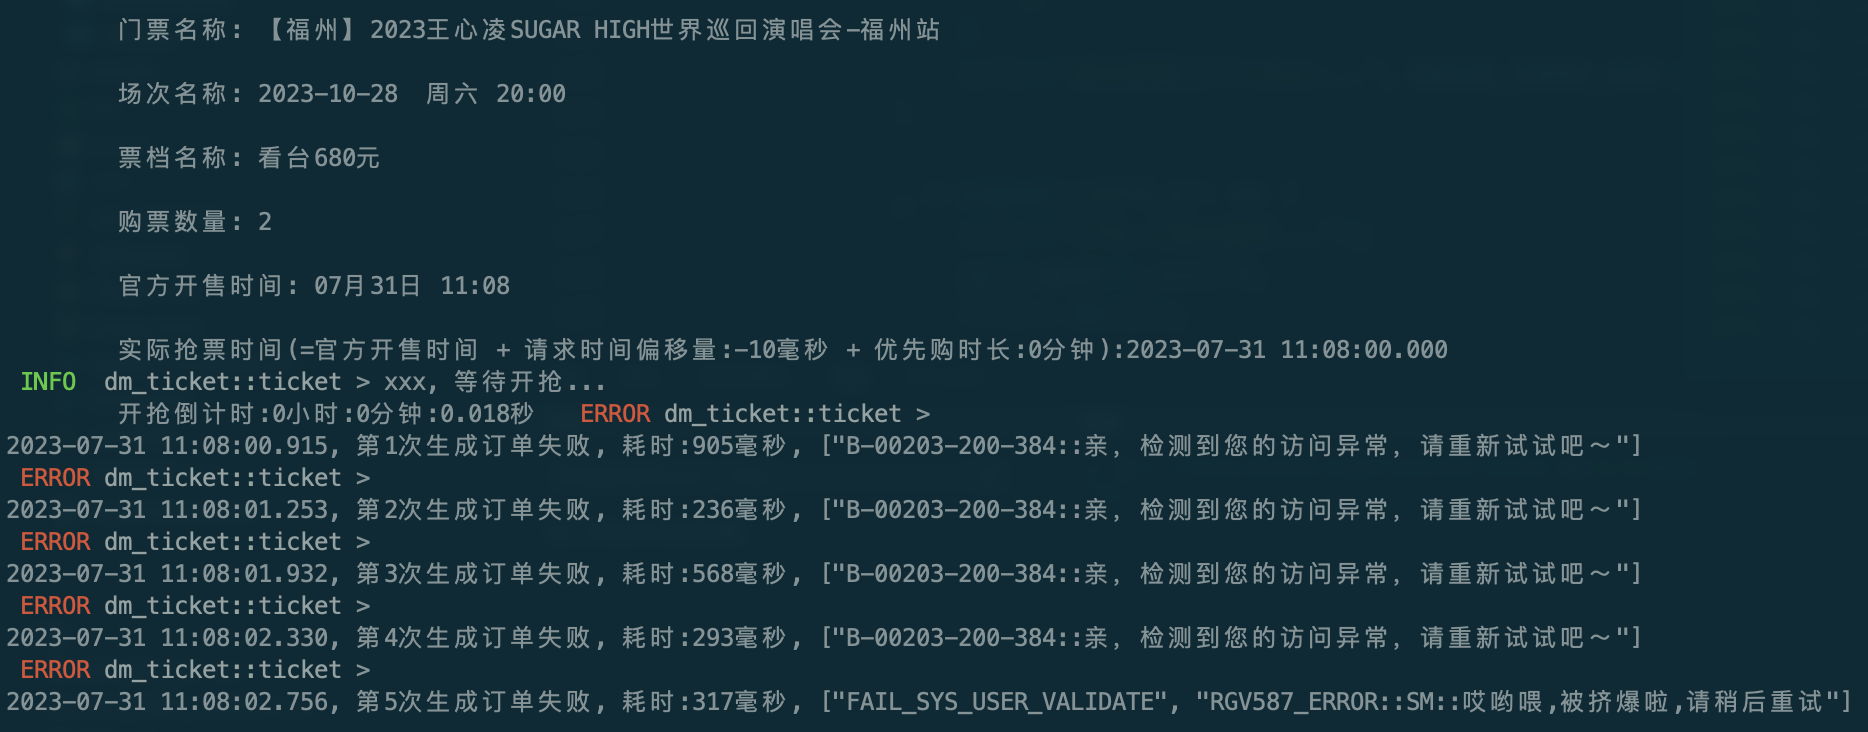 门票名称: 【福州】2023王心凌SUGAR HIGH世界巡回演唱会-福州站
场次名称: 2023-10-28 周六 20:00
票档名称: 看台680元
购票数量: 2
官方开售时间: 07月31日 11:08
实际抢票时间(=官方开售时间 + 请求时间偏移量:-10毫秒 + 优先购时长:0分钟):2023-07-31 11:08:00.000
INFO dm_ticket::ticket > xxx, 等待开抢...
开抢倒计时:0小时:0分钟:0.018秒 ERROR dm_ticket::ticket >
2023-07-31 11:08:00.915, 第1次生成订单失败, 耗时:905毫秒, ["B-00203-200-384::亲, 检测到您的访问异常, 请重新试试吧～"]
ERROR dm_ticket::ticket >
2023-07-31 11:08:01.253, 第2次生成订单失败, 耗时:236毫秒, ["B-00203-200-384::亲, 检测到您的访问异常, 请重新试试吧～"]
ERROR dm_ticket::ticket >
2023-07-31 11:08:01.932, 第3次生成订单失败, 耗时:568毫秒, ["B-00203-200-384::亲, 检测到您的访问异常, 请重新试试吧～"]
ERROR dm_ticket::ticket >
2023-07-31 11:08:02.330, 第4次生成订单失败, 耗时:293毫秒, ["B-00203-200-384::亲, 检测到您的访问异常, 请重新试试吧～"]
ERROR dm_ticket::ticket >
2023-07-31 11:08:02.756, 第5次生成订单失败, 耗时:317毫秒, ["FAIL_SYS_USER_VALIDATE", "RGV587_ERROR::SM::哎哟喂,被挤爆啦,请稍后重试"]